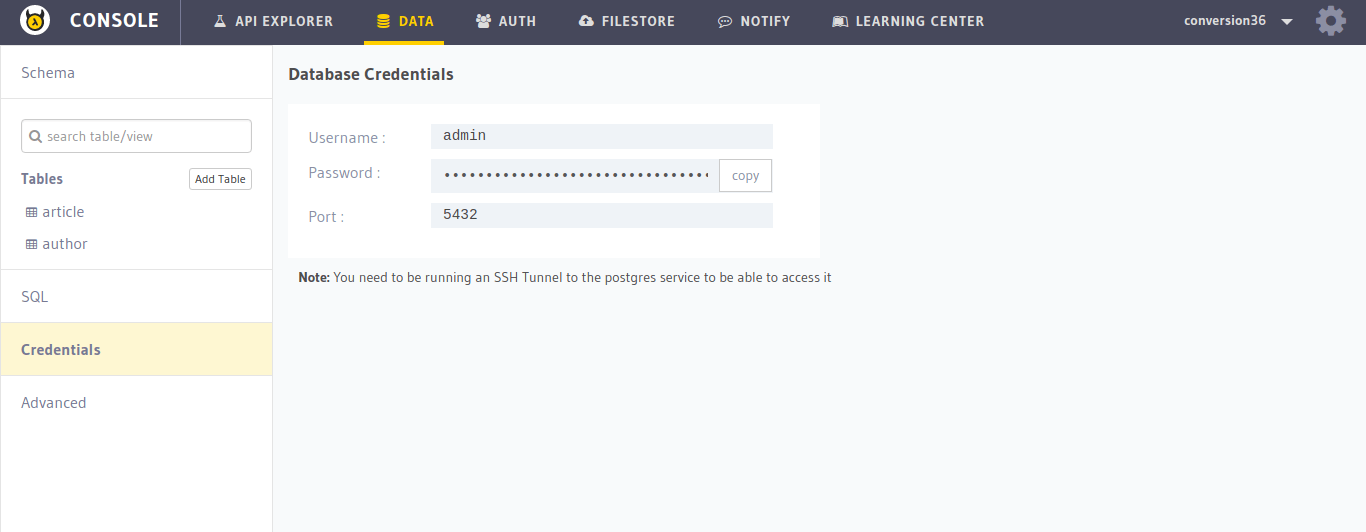 CONSOLE API EXPLORER DATA AUTH FILESTORE NOTIFY LEARNING CENTER conversion36
Schema
search table/view
Tables Add Table
article
author
SQL
Credentials
Advanced
Database Credentials
Username : admin
Password : •••••••••••••••••••••••••••••••• copy
Port : 5432
Note: You need to be running an SSH Tunnel to the postgres service to be able to access it